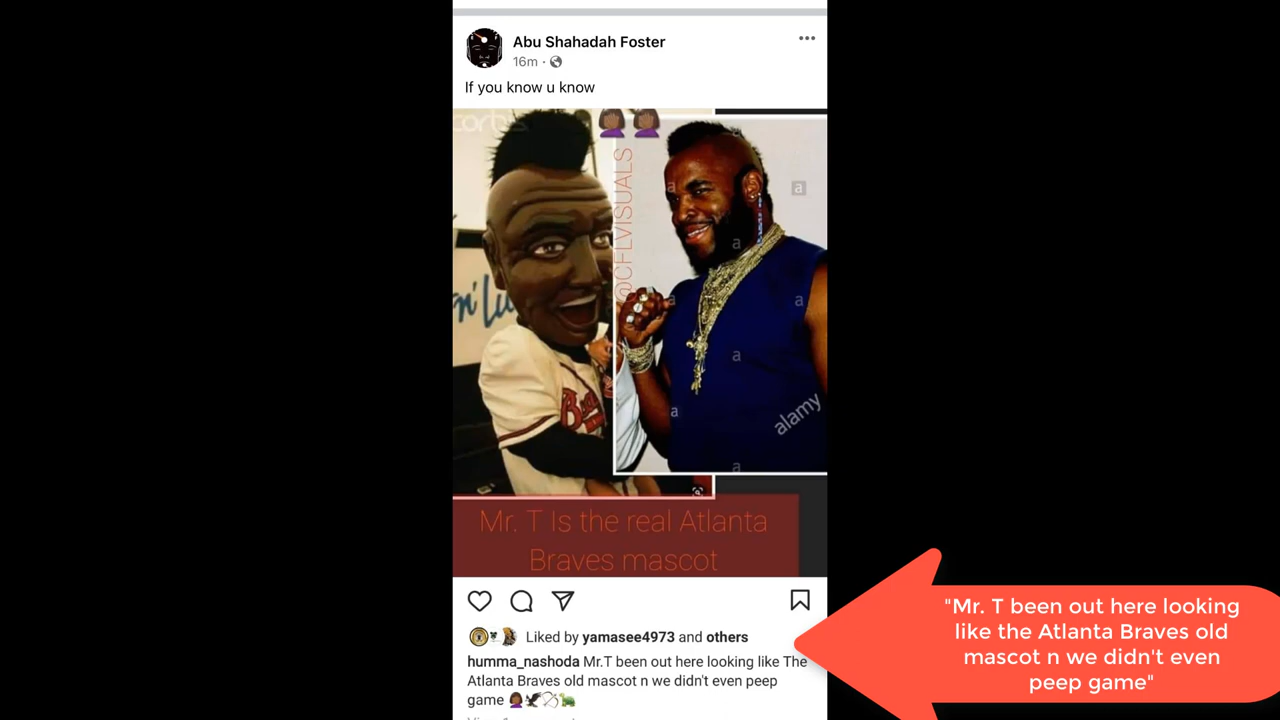 Abu Shahadah Foster
16m ·
If you know u know
@CFLVISUALS
a
a
a
a
a
a
a
alamy
Mr. T Is the real Atlanta
Braves mascot
Liked by yamasee4973 and others
humma_nashoda Mr.T been out here looking like The
Atlanta Braves old mascot n we didn't even peep
game
"Mr. T been out here looking
like the Atlanta Braves old
mascot n we didn't even
peep game"